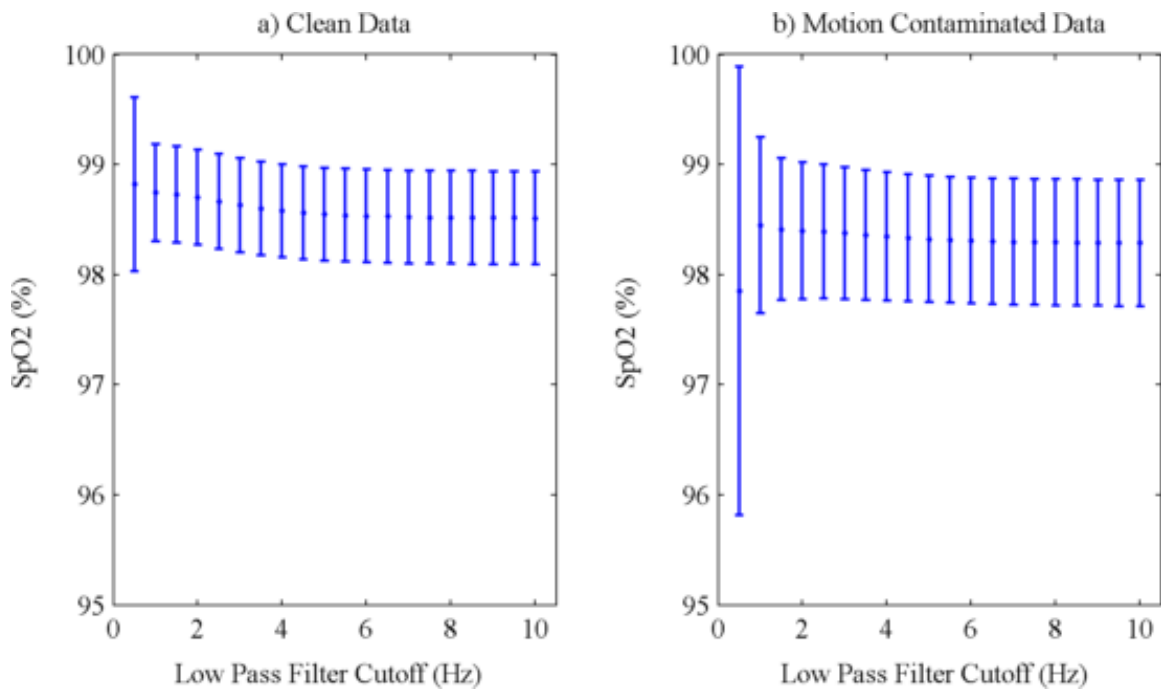 a) Clean Data
100
99
98
97
96
95
SpO2 (%)
0 2 4 6 8 10
Low Pass Filter Cutoff (Hz)
b) Motion Contaminated Data
100
99
98
97
96
95
SpO2 (%)
0 2 4 6 8 10
Low Pass Filter Cutoff (Hz)